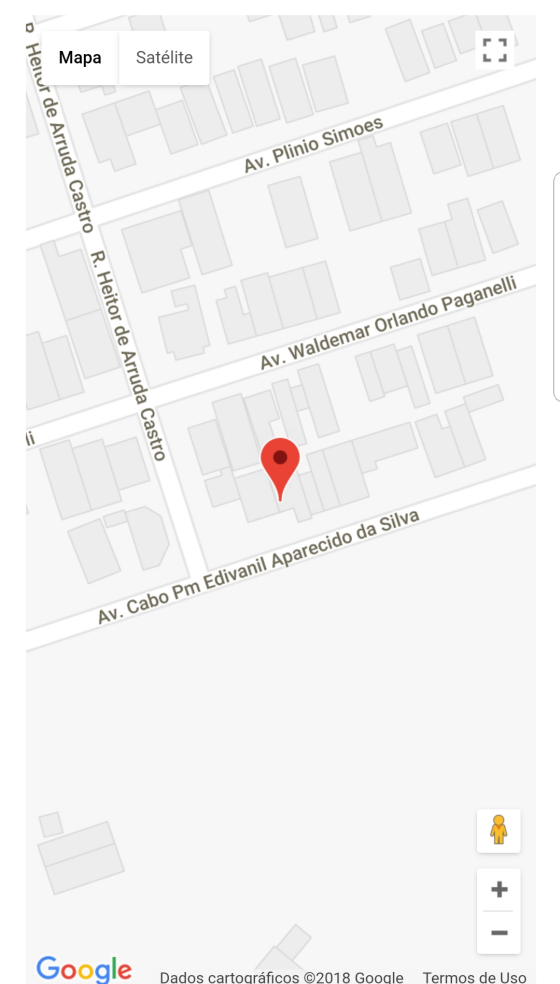 Mapa
Satélite
R. Heitor de Arruda Castro
Av. Plinio Simoes
R. Heitor de Arruda Castro
Av. Waldemar Orlando Paganelli
li
Av. Cabo Pm Edivanil Aparecido da Silva
Google
Dados cartográficos ©2018 Google
Termos de Uso